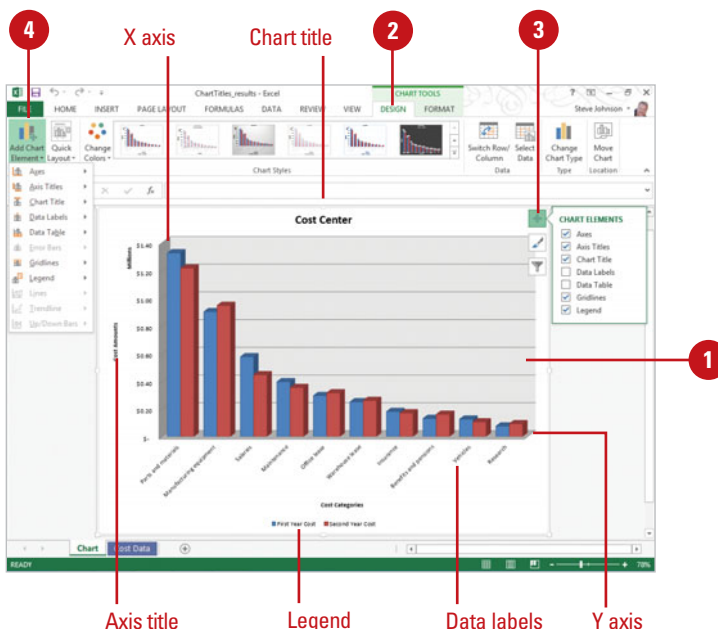 4
X axis
Chart title
2
3
ChartTitles_results - Excel
CHART TOOLS
?
FILE
HOME
INSERT
PAGE LAYOUT
FORMULAS
DATA
REVIEW
VIEW
DESIGN
FORMAT
Steve Johnson
Add Chart Element
Quick Layout
Change Colors
Switch Row/ Column
Select Data
Change Chart Type
Move Chart
Chart Styles
Data
Type
Location
Axes
Axis Titles
Chart Title
Data Labels
Data Table
Error Bars
Gridlines
Legend
Lines
Trendline
Up/Down Bars
fx
Cost Center
CHART ELEMENTS
Axes
Axis Titles
Chart Title
Data Labels
Data Table
Gridlines
Legend
Millions
$1.40
$1.20
$1.00
$0.80
$0.60
$0.40
$0.20
$-
Cost Amounts
1
Parts and materials
Manufacturing equipment
Salaries
Maintenance
Office lease
Warehouse lease
Insurance
Benefits and pensions
Vehicles
Research
Cost Categories
First Year Cost
Second Year Cost
Chart
Cost Data
READY
78%
Axis title
Legend
Data labels
Y axis